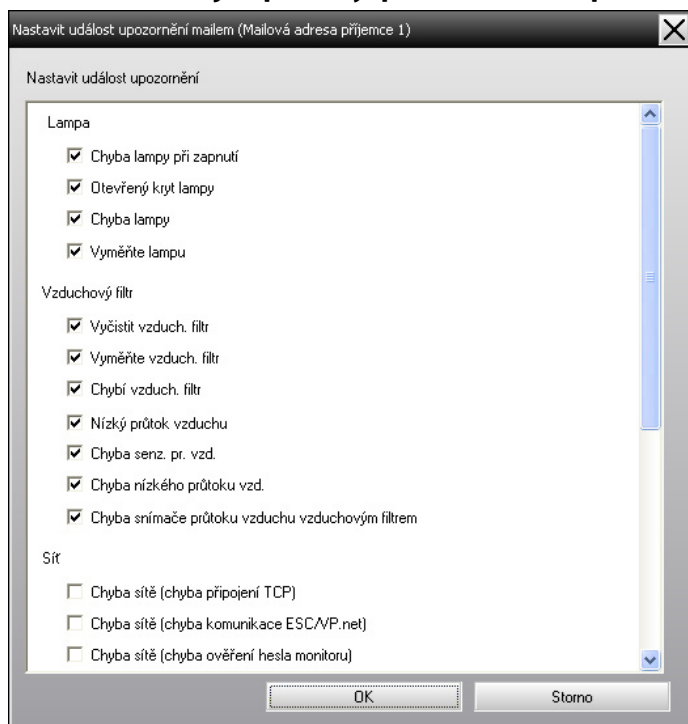 Nastavit událost upozornění mailem (Mailová adresa příjemce 1)
Nastavit událost upozornění
Lampa
Chyba lampy při zapnutí
Otevřený kryt lampy
Chyba lampy
Vyměňte lampu
Vzduchový filtr
Vyčistit vzduch. filtr
Vyměňte vzduch. filtr
Chybí vzduch. filtr
Nízký průtok vzduchu
Chyba senz. pr. vzd.
Chyba nízkého průtoku vzd.
Chyba snímače průtoku vzduchu vzduchovým filtrem
Síť
Chyba sítě (chyba připojení TCP)
Chyba sítě (chyba komunikace ESC/VP.net)
Chyba sítě (chyba ověření hesla monitoru)
OK
Storno